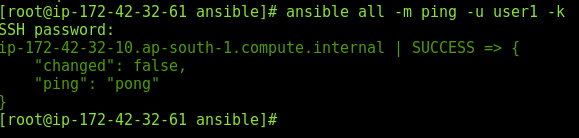 [root@ip-172-42-32-61 ansible]# ansible all -m ping -u user1 -k
SSH password:
ip-172-42-32-10.ap-south-1.compute.internal | SUCCESS => {
    "changed": false,
    "ping": "pong"
}
[root@ip-172-42-32-61 ansible]#